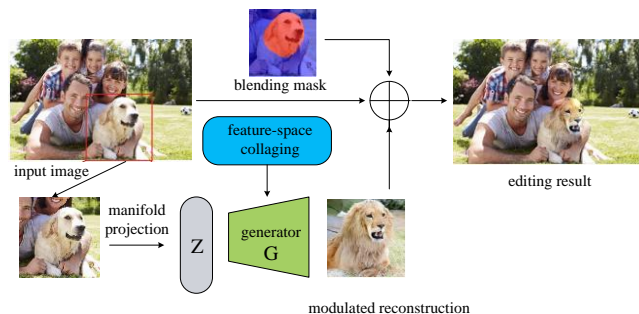 blending mask
feature-space
collaging
input image
editing result
manifold
projection
Z
generator
G
modulated reconstruction